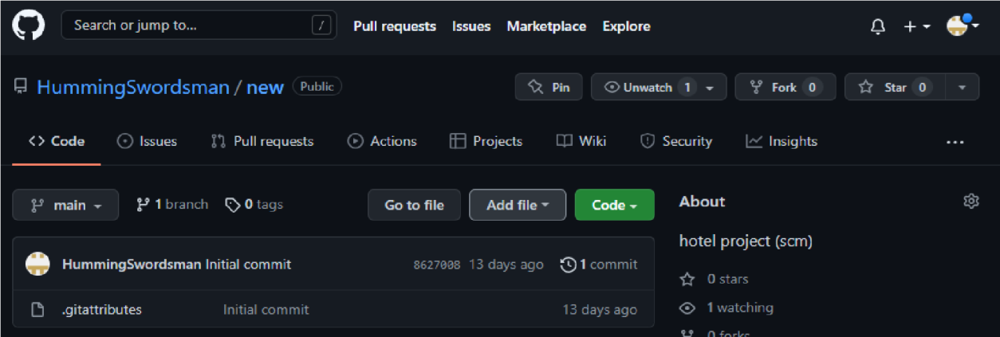 Search or jump to... / Pull requests Issues Marketplace Explore
HummingSwordsman / new Public Pin Unwatch 1 Fork 0 Star 0
Code Issues Pull requests Actions Projects Wiki Security Insights ...
main 1 branch 0 tags Go to file Add file Code
About
hotel project (scm)
HummingSwordsman Initial commit 8627008 13 days ago 1 commit
0 stars
.gitattributes Initial commit 13 days ago
1 watching
0 forks